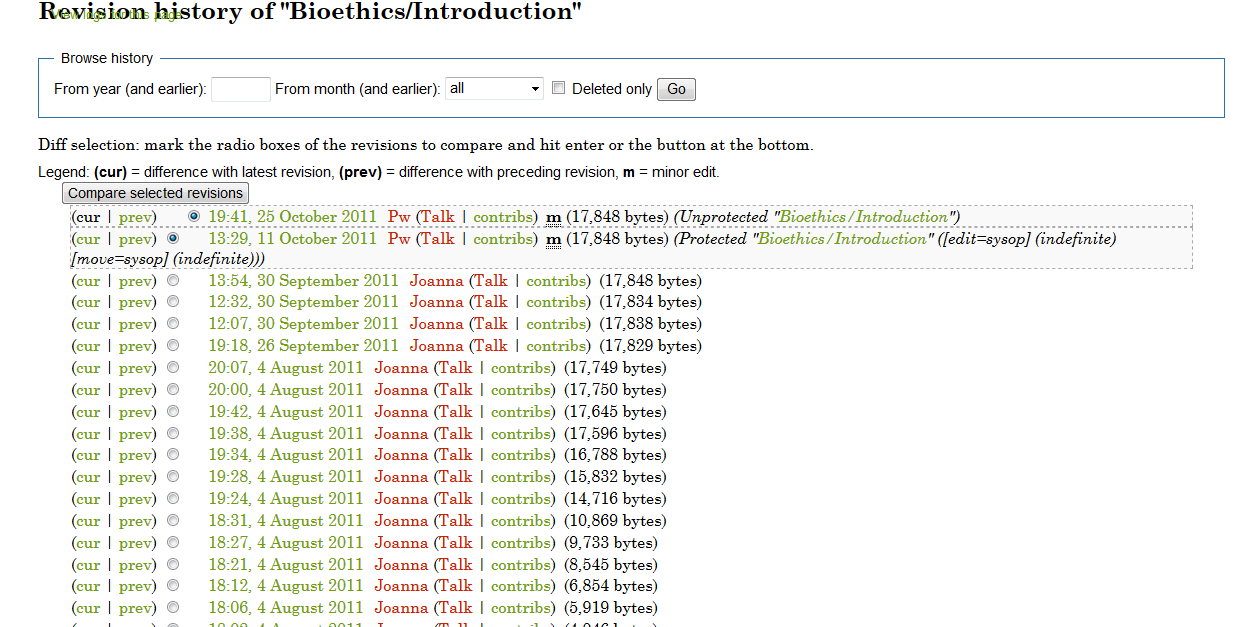 Revision history of "Bioethics/Introduction"
View logs for this page
Browse history
From year (and earlier): From month (and earlier): all Deleted only Go
Diff selection: mark the radio boxes of the revisions to compare and hit enter or the button at the bottom.
Legend: (cur) = difference with latest revision, (prev) = difference with preceding revision, m = minor edit.
Compare selected revisions
(cur | prev) 19:41, 25 October 2011 Pw (Talk | contribs) m (17,848 bytes) (Unprotected "Bioethics/Introduction")
(cur | prev) 13:29, 11 October 2011 Pw (Talk | contribs) m (17,848 bytes) (Protected "Bioethics/Introduction" ([edit=sysop] (indefinite)
[move=sysop] (indefinite)))
(cur | prev) 13:54, 30 September 2011 Joanna (Talk | contribs) (17,848 bytes)
(cur | prev) 12:32, 30 September 2011 Joanna (Talk | contribs) (17,834 bytes)
(cur | prev) 12:07, 30 September 2011 Joanna (Talk | contribs) (17,838 bytes)
(cur | prev) 19:18, 26 September 2011 Joanna (Talk | contribs) (17,829 bytes)
(cur | prev) 20:07, 4 August 2011 Joanna (Talk | contribs) (17,749 bytes)
(cur | prev) 20:00, 4 August 2011 Joanna (Talk | contribs) (17,750 bytes)
(cur | prev) 19:42, 4 August 2011 Joanna (Talk | contribs) (17,645 bytes)
(cur | prev) 19:38, 4 August 2011 Joanna (Talk | contribs) (17,596 bytes)
(cur | prev) 19:34, 4 August 2011 Joanna (Talk | contribs) (16,788 bytes)
(cur | prev) 19:28, 4 August 2011 Joanna (Talk | contribs) (15,832 bytes)
(cur | prev) 19:24, 4 August 2011 Joanna (Talk | contribs) (14,716 bytes)
(cur | prev) 18:31, 4 August 2011 Joanna (Talk | contribs) (10,869 bytes)
(cur | prev) 18:27, 4 August 2011 Joanna (Talk | contribs) (9,733 bytes)
(cur | prev) 18:21, 4 August 2011 Joanna (Talk | contribs) (8,545 bytes)
(cur | prev) 18:12, 4 August 2011 Joanna (Talk | contribs) (6,854 bytes)
(cur | prev) 18:06, 4 August 2011 Joanna (Talk | contribs) (5,919 bytes)